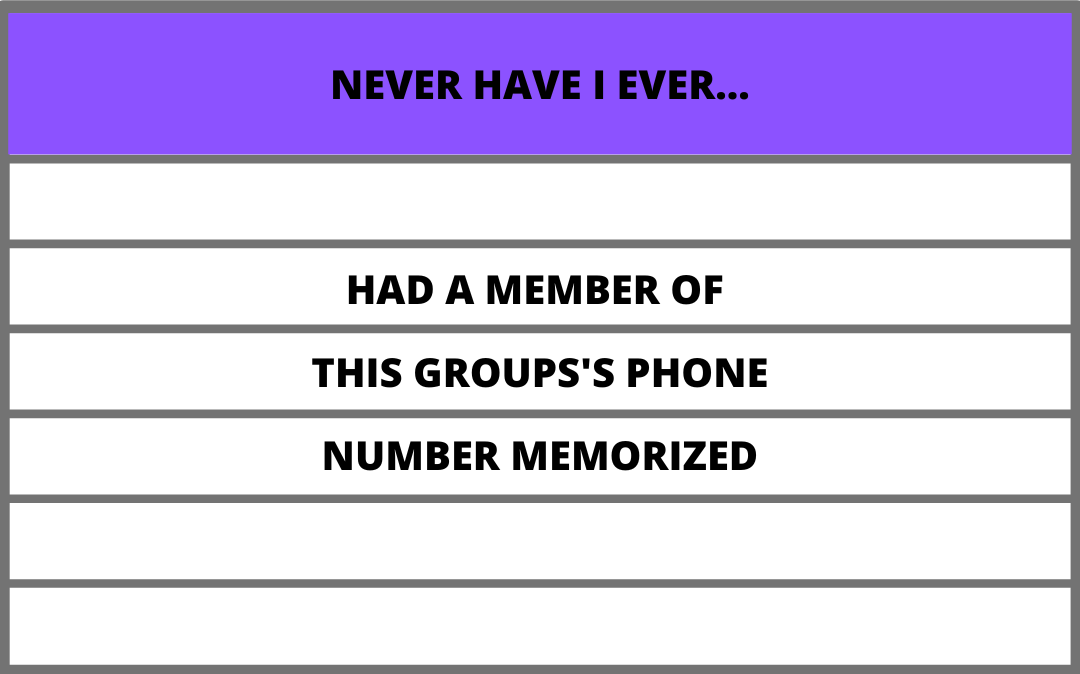 NEVER HAVE I EVER...
HAD A MEMBER OF
THIS GROUPS'S PHONE
NUMBER MEMORIZED